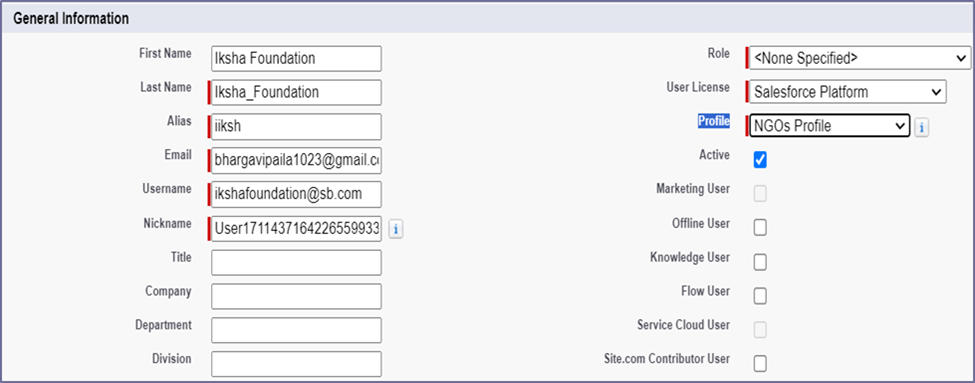 General Information
First Name Iksha Foundation
Last Name Iksha_Foundation
Alias iiksh
Email bhargavipaila1023@gmail.c
Username ikshafoundation@sb.com
Nickname User1711437164226559933 i
Title
Company
Department
Division
Role <None Specified>
User License Salesforce Platform
Profile NGOs Profile i
Active
Marketing User
Offline User
Knowledge User
Flow User
Service Cloud User
Site.com Contributor User